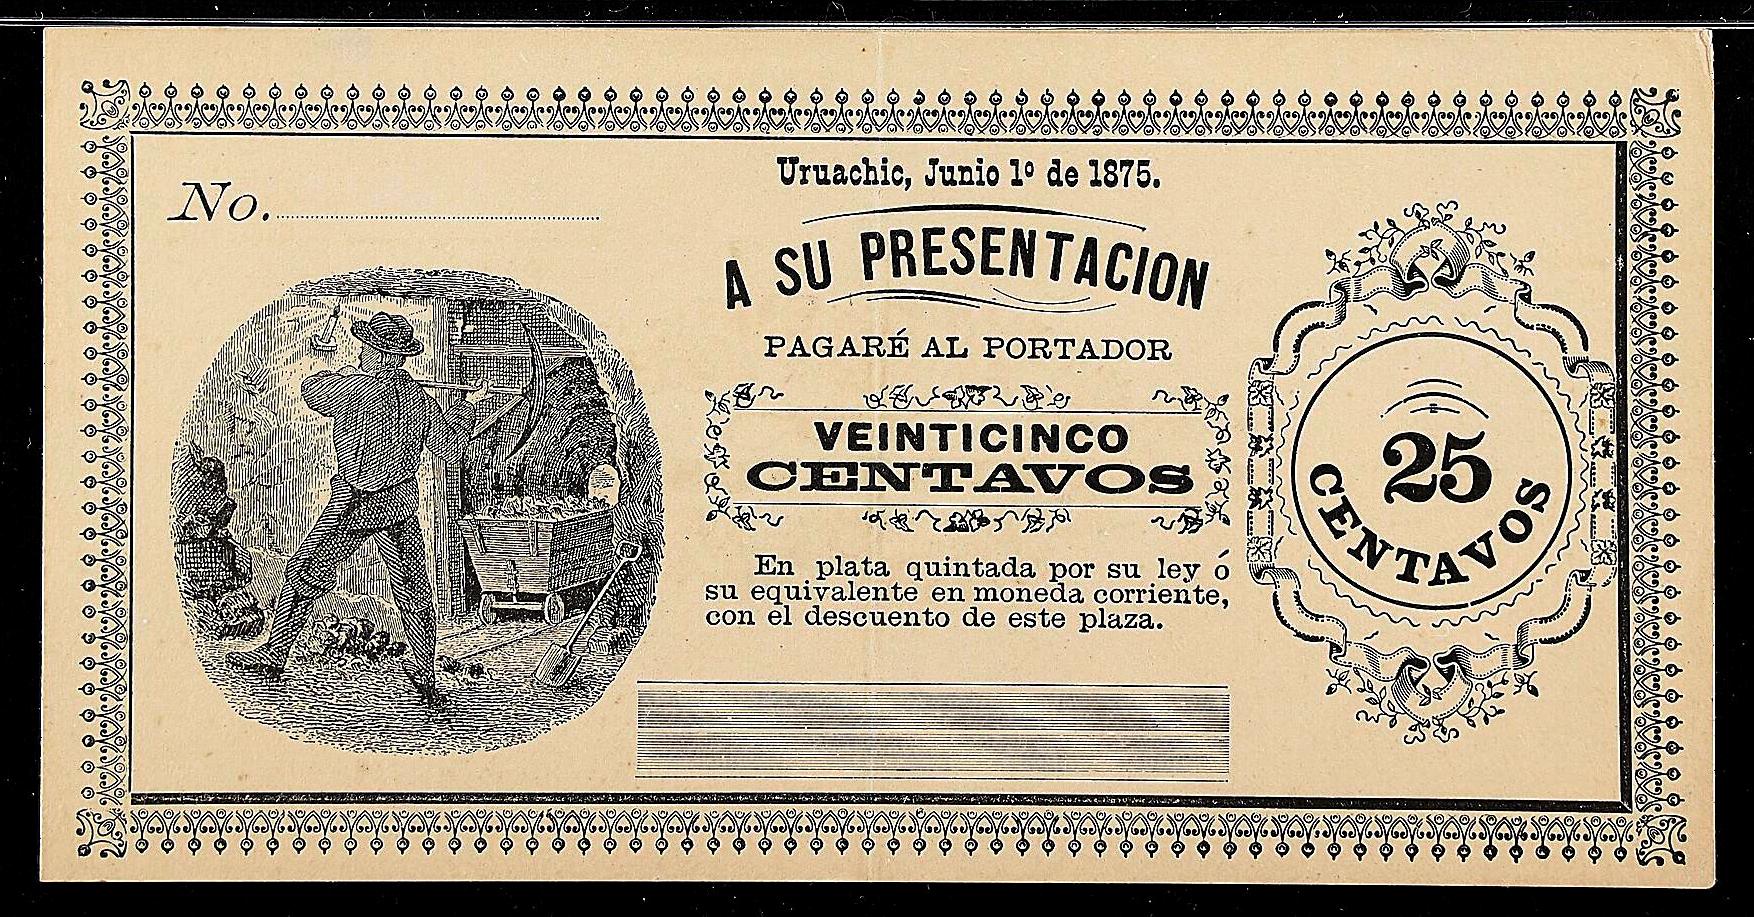 Uruachic, Junio 1º de 1875.
No.
A SU PRESENTACION
PAGARÉ AL PORTADOR
VEINTICINCO
CENTAVOS
25
CENTAVOS
En plata quintada por su ley ó
su equivalente en moneda corriente,
con el descuento de este plaza.